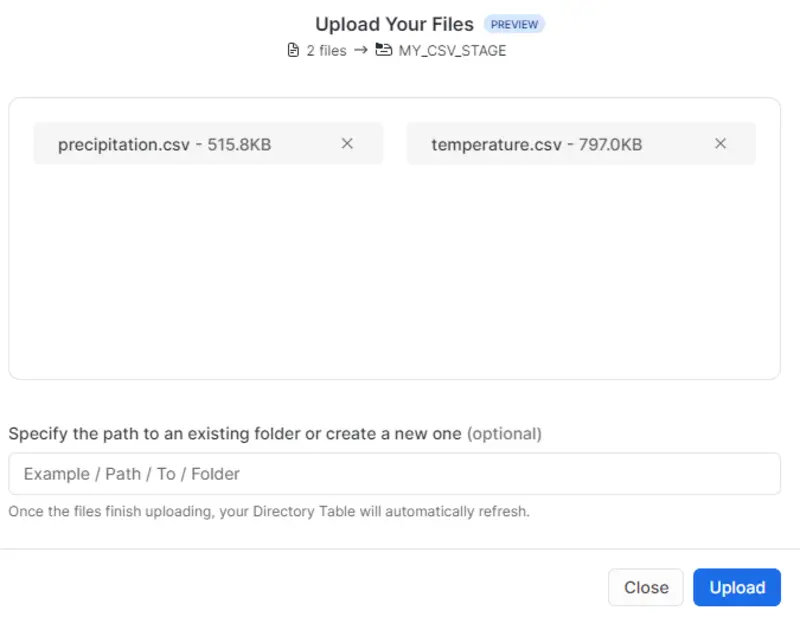 Upload Your Files PREVIEW
2 files → MY_CSV_STAGE
precipitation.csv - 515.8KB
temperature.csv - 797.0KB
Specify the path to an existing folder or create a new one (optional)
Example / Path / To / Folder
Once the files finish uploading, your Directory Table will automatically refresh.
Close
Upload